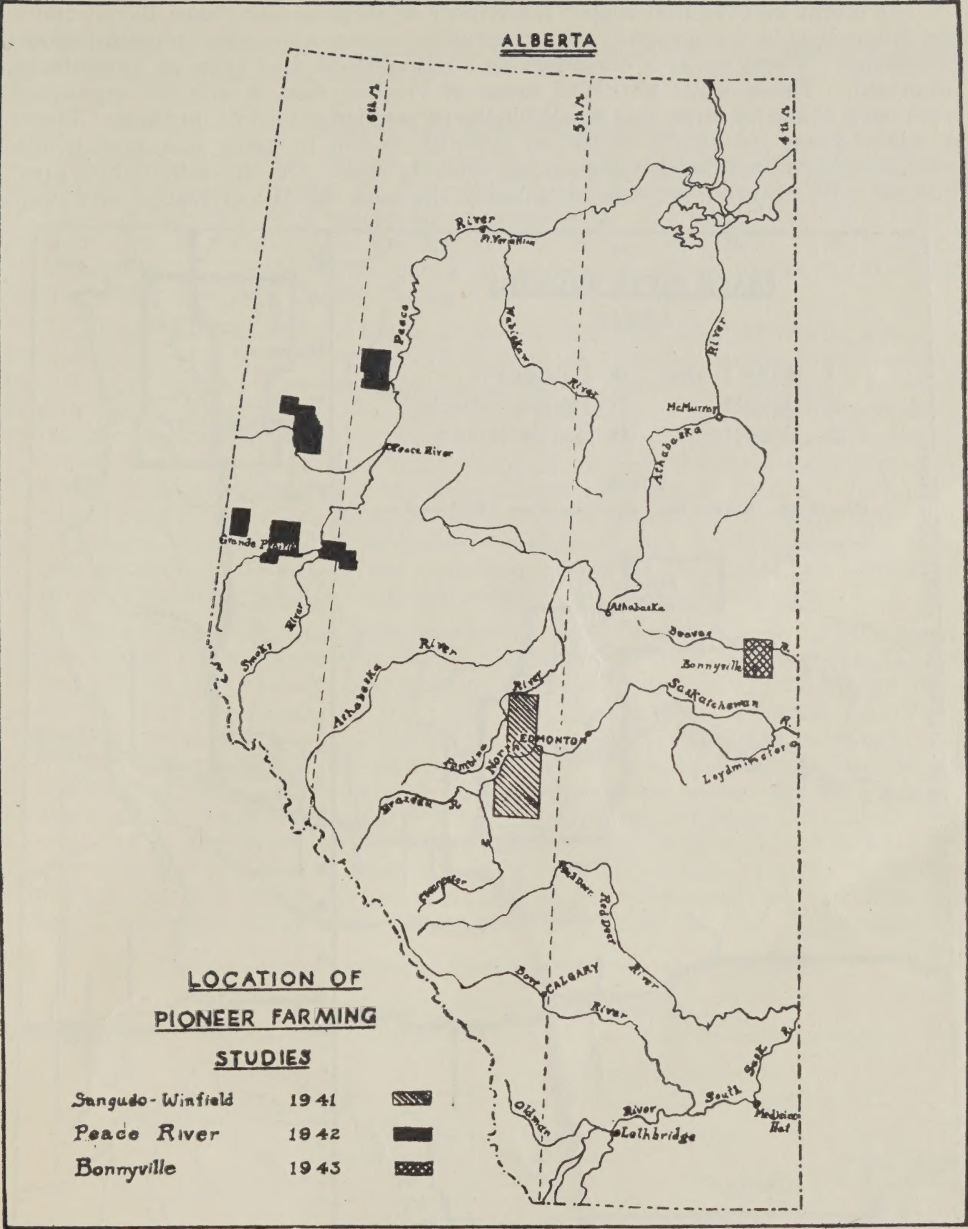 ALBERTA
6th M.
5th M.
4th M.
River
Ft. Vermilion
Peace
Wabiskaw
River
River
McMurray
Athabaska
Peace River
Grande Prairie
Athabaska
Smoky
River
Beaver
R.
Bonnyville
Athabaska
River
River
Saskatchewan
R.
Lloydminster
EDMONTON
Pembina
North
Brazeau
R.
Clearwater
Red Deer
Red Deer
River
Bow
CALGARY
River
LOCATION OF
PIONEER FARMING
STUDIES
Sangudo-Winfield 1941
Peace River 1942
Bonnyville 1943
Oldman
River
Lethbridge
South
Sask
R.
Medicine
Hat